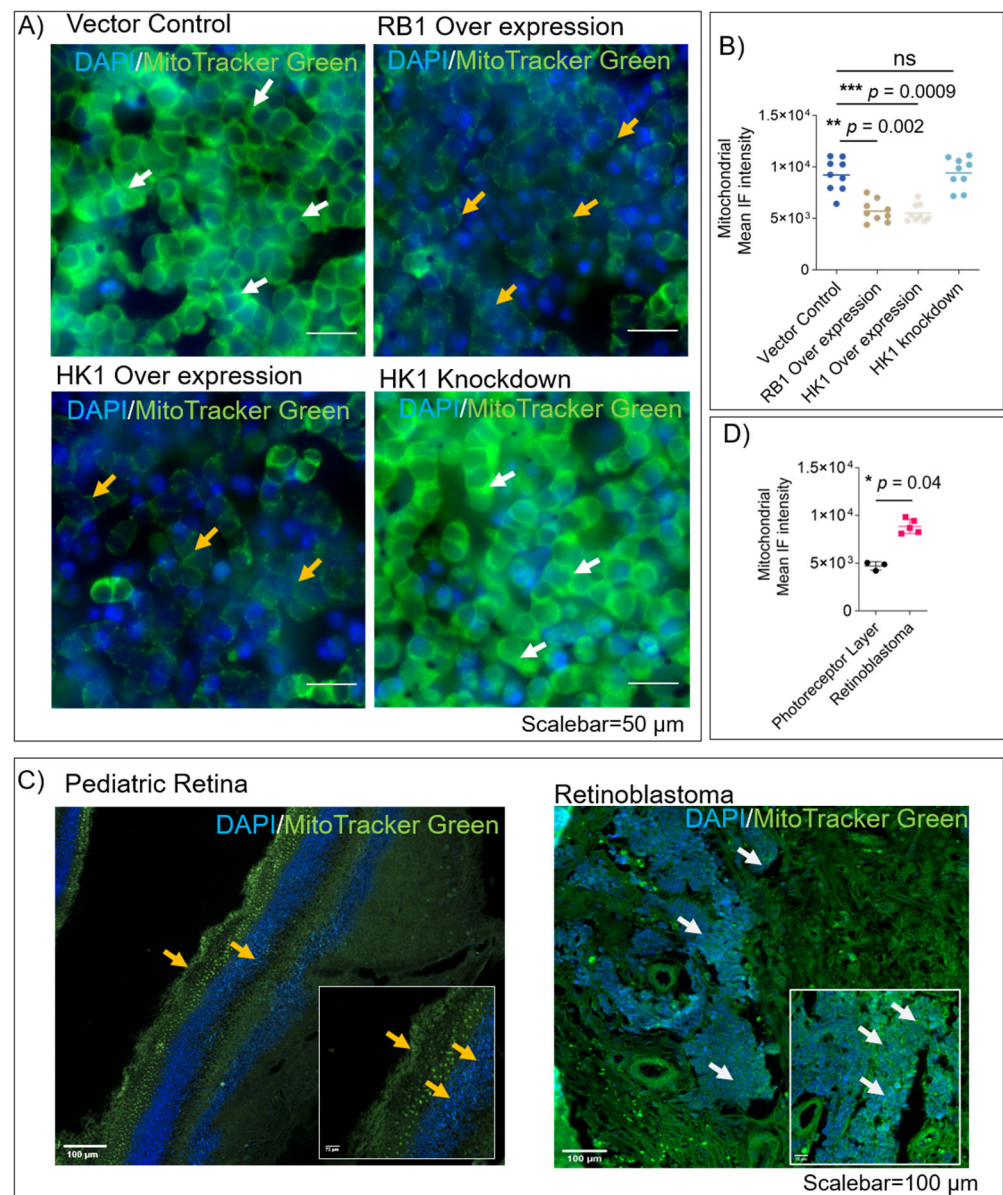 A)
Vector Control
DAPI/MitoTracker Green
RB1 Over expression
DAPI/MitoTracker Green
HK1 Over expression
DAPI/MitoTracker Green
HK1 Knockdown
DAPI/MitoTracker Green
Scalebar=50 µm
B)
ns
*** p = 0.0009
** p = 0.002
Mitochondrial
Mean IF intensity
1.5×10⁴
1×10⁴
5×10³
0
Vector Control
RB1 Over expression
HK1 Over expression
HK1 knockdown
D)
* p = 0.04
Mitochondrial
Mean IF intensity
1.5×10⁴
1×10⁴
5×10³
0
Photoreceptor Layer
Retinoblastoma
C)
Pediatric Retina
DAPI/MitoTracker Green
100 µm
Retinoblastoma
DAPI/MitoTracker Green
100 µm
Scalebar=100 µm